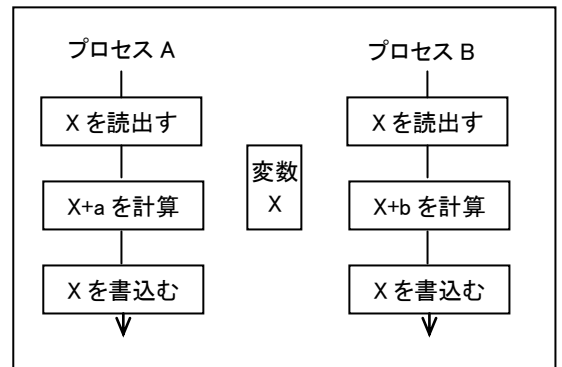 プロセス A
X を読出す
X+a を計算
X を書込む
変数
X
プロセス B
X を読出す
X+b を計算
X を書込む